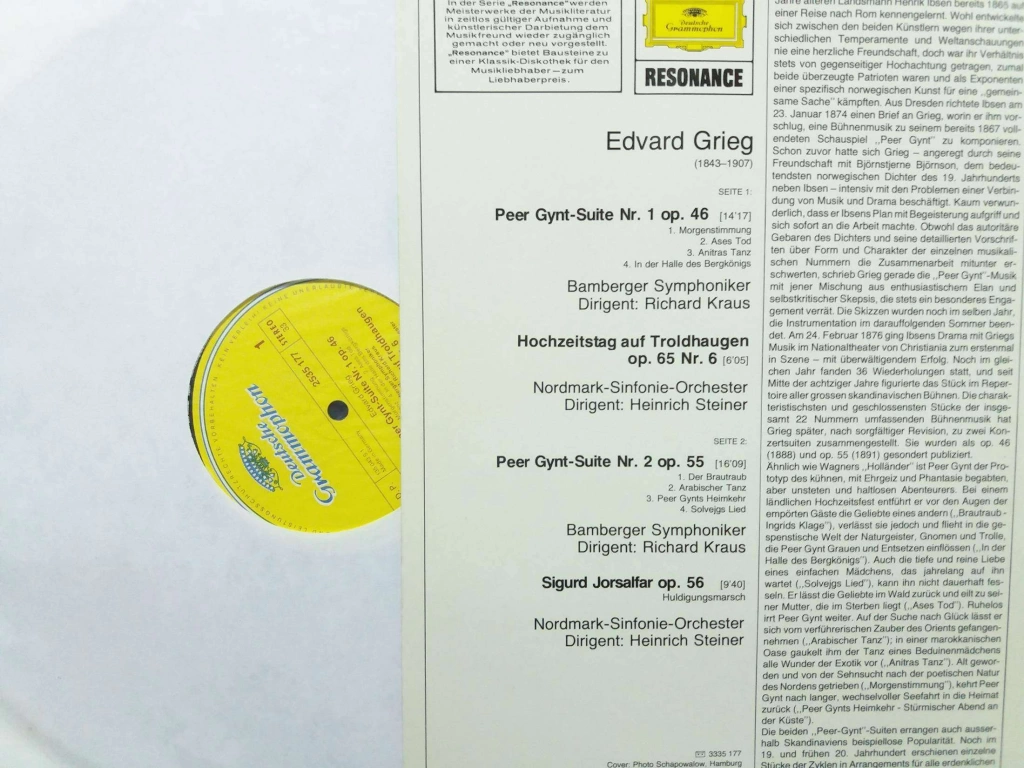 In der Serie „Resonance" werden
Meisterwerke der Musikliteratur
in zeitlos gültiger Aufnahme und
künstlerischer Darbietung dem
Musikfreund wieder zugänglich
gemacht oder neu vorgestellt.
„Resonance" bietet Bausteine zu
einer Klassik-Diskothek für den
Musikliebhaber – zum
Liebhaberpreis.
Deutsche
Grammophon
RESONANCE
Edvard Grieg
(1843–1907)
SEITE 1:
Peer Gynt-Suite Nr. 1 op. 46 [14'17]
1. Morgenstimmung
2. Ases Tod
3. Anitras Tanz
4. In der Halle des Bergkönigs
Bamberger Symphoniker
Dirigent: Richard Kraus
Hochzeitstag auf Troldhaugen
op. 65 Nr. 6 [6'05]
Nordmark-Sinfonie-Orchester
Dirigent: Heinrich Steiner
SEITE 2:
Peer Gynt-Suite Nr. 2 op. 55 [16'09]
1. Der Brautraub
2. Arabischer Tanz
3. Peer Gynts Heimkehr
4. Solvejgs Lied
Bamberger Symphoniker
Dirigent: Richard Kraus
Sigurd Jorsalfar op. 56 [9'40]
Huldigungsmarsch
Nordmark-Sinfonie-Orchester
Dirigent: Heinrich Steiner
3335 177
Cover: Photo Schapowalow, Hamburg
Jahre älteren Landsmann Henrik Ibsen bereits 1865 auf
einer Reise nach Rom kennengelernt. Wohl entwickelte
sich zwischen den beiden Künstlern wegen ihrer unter-
schiedlichen Temperamente und Weltanschauungen
nie eine herzliche Freundschaft, doch war ihr Verhältnis
stets von gegenseitiger Hochachtung getragen, zumal
beide überzeugte Patrioten waren und als Exponenten
einer spezifisch norwegischen Kunst für eine „gemein-
same Sache" kämpften. Aus Dresden richtete Ibsen am
23. Januar 1874 einen Brief an Grieg, worin er ihm vor-
schlug, eine Bühnenmusik zu seinem bereits 1867 voll-
endeten Schauspiel „Peer Gynt" zu komponieren.
Schon zuvor hatte sich Grieg – angeregt durch seine
Freundschaft mit Björnstjerne Björnson, dem bedeu-
tendsten norwegischen Dichter des 19. Jahrhunderts
neben Ibsen – intensiv mit den Problemen einer Verbin-
dung von Musik und Drama beschäftigt. Kaum verwun-
derlich, dass er Ibsens Plan mit Begeisterung aufgriff und
sich sofort an die Arbeit machte. Obwohl das autoritäre
Gebaren des Dichters und seine detaillierten Vorschrif-
ten über Form und Charakter der einzelnen musikali-
schen Nummern die Zusammenarbeit mitunter er-
schwerten, schrieb Grieg gerade die „Peer Gynt"-Musik
mit jener Mischung aus enthusiastischem Elan und
selbstkritischer Skepsis, die stets ein besonderes Enga-
gement verrät. Die Skizzen wurden noch im selben Jahr,
die Instrumentation im darauffolgenden Sommer been-
det. Am 24. Februar 1876 ging Ibsens Drama mit Griegs
Musik im Nationaltheater von Christiania zum erstenmal
in Szene – mit überwältigendem Erfolg. Noch im glei-
chen Jahr fanden 36 Wiederholungen statt, und seit
Mitte der achtziger Jahre figurierte das Stück im Reper-
toire aller grossen skandinavischen Bühnen. Die charak-
teristischsten und geschlossensten Stücke der insge-
samt 22 Nummern umfassenden Bühnenmusik hat
Grieg später, nach sorgfältiger Revision, zu zwei Kon-
zertsuiten zusammengestellt. Sie wurden als op. 46
(1888) und op. 55 (1891) gesondert publiziert.
Ähnlich wie Wagners „Holländer" ist Peer Gynt der Pro-
totyp des kühnen, mit Ehrgeiz und Phantasie begabten,
aber unsteten und haltlosen Abenteurers. Bei einem
ländlichen Hochzeitsfest entführt er vor den Augen der
empörten Gäste die Geliebte eines andern („Brautraub -
Ingrids Klage"), verlässt sie jedoch und flieht in die ge-
spenstische Welt der Naturgeister, Gnomen und Trolle,
die Peer Gynt Grauen und Entsetzen einflössen („In der
Halle des Bergkönigs"). Auch die tiefe und reine Liebe
eines einfachen Mädchens, das jahrelang auf ihn
wartet („Solvejgs Lied"), kann ihn nicht dauerhaft fes-
seln. Er lässt die Geliebte im Wald zurück und eilt zu sei-
ner Mutter, die im Sterben liegt („Ases Tod"). Ruhelos
irrt Peer Gynt weiter. Auf der Suche nach Glück lässt er
sich vom verführerischen Zauber des Orients gefangen-
nehmen („Arabischer Tanz"); in einer marokkanischen
Oase gaukelt ihm der Tanz eines Beduinenmädchens
alle Wunder der Exotik vor („Anitras Tanz"). Alt gewor-
den und von der Sehnsucht nach der poetischen Natur
des Nordens getrieben („Morgenstimmung"), kehrt Peer
Gynt nach langer, wechselvoller Seefahrt in die Heimat
zurück („Peer Gynts Heimkehr - Stürmischer Abend an
der Küste").
Die beiden „Peer-Gynt"-Suiten errangen auch ausser-
halb Skandinaviens beispiellose Popularität. Noch im
19. und frühen 20. Jahrhundert erschienen einzelne
Stücke der Zyklen in Arrangements für alle erdenklichen
Deutsche
Grammophon
STEREO
33
1
2535 177
Edvard Grieg
Peer Gynt-Suite Nr. 1 op. 46
auf Troldhaugen